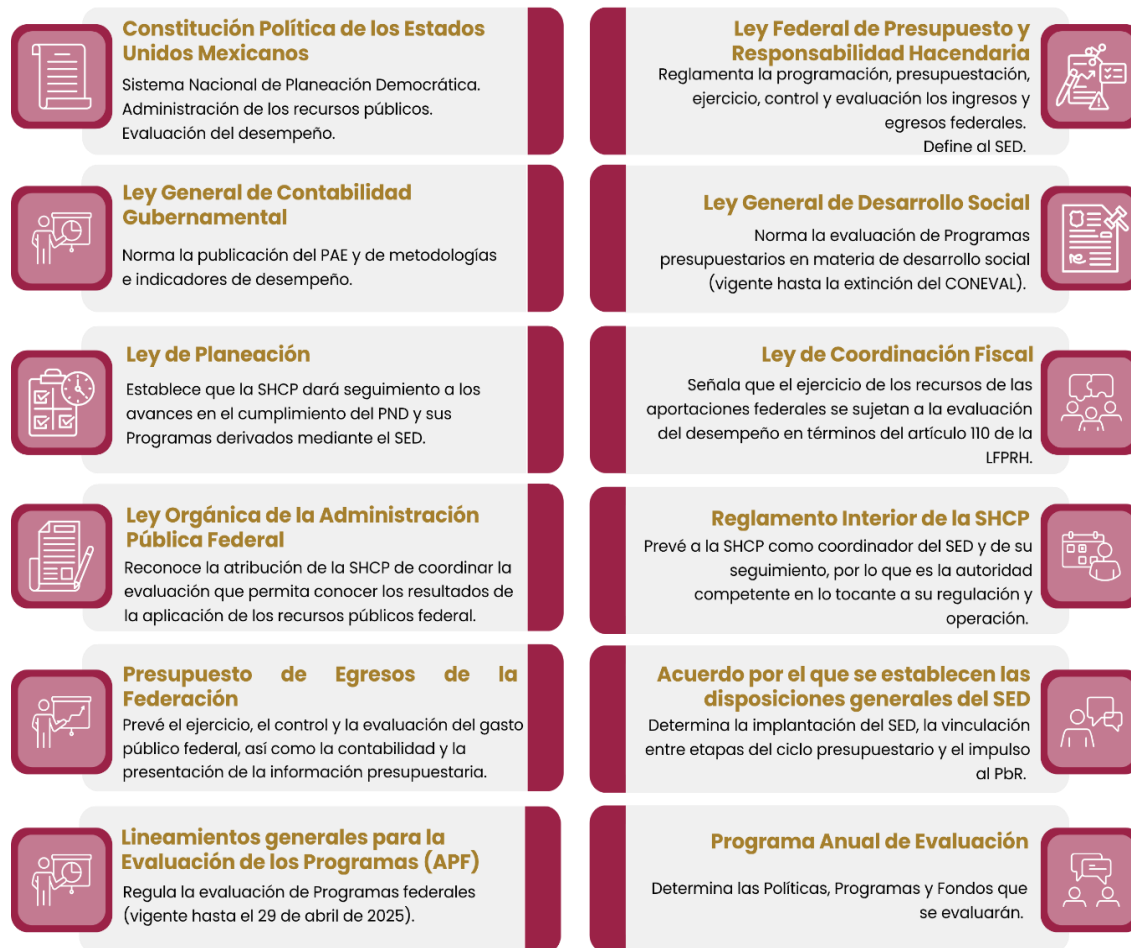 Constitución Política de los Estados
Unidos Mexicanos
Sistema Nacional de Planeación Democrática.
Administración de los recursos públicos.
Evaluación del desempeño.
Ley Federal de Presupuesto y
Responsabilidad Hacendaria
Reglamenta la programación, presupuestación,
ejercicio, control y evaluación los ingresos y
egresos federales.
Define al SED.
Ley General de Contabilidad
Gubernamental
Norma la publicación del PAE y de metodologías
e indicadores de desempeño.
Ley General de Desarrollo Social
Norma la evaluación de Programas
presupuestarios en materia de desarrollo social
(vigente hasta la extinción del CONEVAL).
Ley de Planeación
Establece que la SHCP dará seguimiento a los
avances en el cumplimiento del PND y sus
Programas derivados mediante el SED.
Ley de Coordinación Fiscal
Señala que el ejercicio de los recursos de las
aportaciones federales se sujetan a la evaluación
del desempeño en términos del artículo 110 de la
LFPRH.
Ley Orgánica de la Administración
Pública Federal
Reconoce la atribución de la SHCP de coordinar la
evaluación que permita conocer los resultados de
la aplicación de los recursos públicos federal.
Reglamento Interior de la SHCP
Prevé a la SHCP como coordinador del SED y de su
seguimiento, por lo que es la autoridad
competente en lo tocante a su regulación y
operación.
Presupuesto de Egresos de la
Federación
Prevé el ejercicio, el control y la evaluación del gasto
público federal, así como la contabilidad y la
presentación de la información presupuestaria.
Acuerdo por el que se establecen las
disposiciones generales del SED
Determina la implantación del SED, la vinculación
entre etapas del ciclo presupuestario y el impulso
al PbR.
Lineamientos generales para la
Evaluación de los Programas (APF)
Regula la evaluación de Programas federales
(vigente hasta el 29 de abril de 2025).
Programa Anual de Evaluación
Determina las Políticas, Programas y Fondos que
se evaluarán.